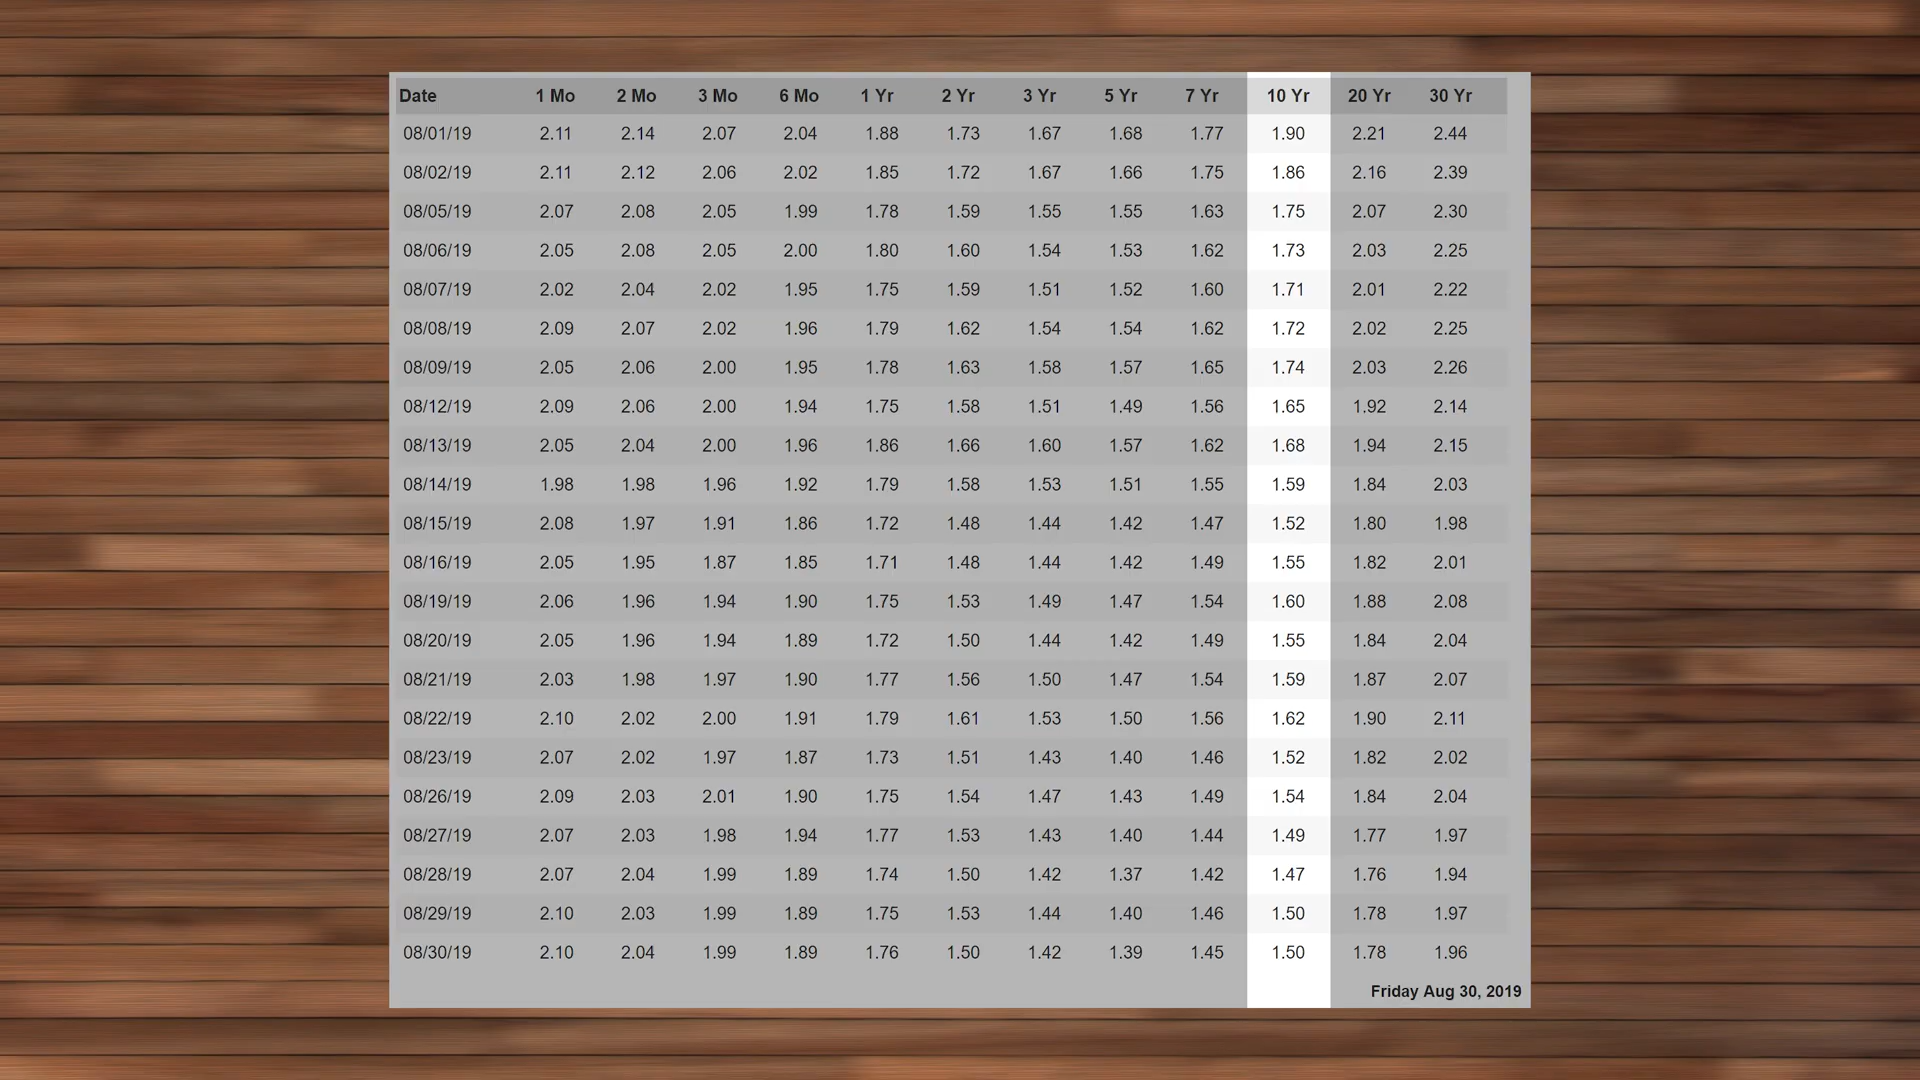 Date 1 Mo 2 Mo 3 Mo 6 Mo 1 Yr 2 Yr 3 Yr 5 Yr 7 Yr 10 Yr 20 Yr 30 Yr
08/01/19 2.11 2.14 2.07 2.04 1.88 1.73 1.67 1.68 1.77 1.90 2.21 2.44
08/02/19 2.11 2.12 2.06 2.02 1.85 1.72 1.67 1.66 1.75 1.86 2.16 2.39
08/05/19 2.07 2.08 2.05 1.99 1.78 1.59 1.55 1.55 1.63 1.75 2.07 2.30
08/06/19 2.05 2.08 2.05 2.00 1.80 1.60 1.54 1.53 1.62 1.73 2.03 2.25
08/07/19 2.02 2.04 2.02 1.95 1.75 1.59 1.51 1.52 1.60 1.71 2.01 2.22
08/08/19 2.09 2.07 2.02 1.96 1.79 1.62 1.54 1.54 1.62 1.72 2.02 2.25
08/09/19 2.05 2.06 2.00 1.95 1.78 1.63 1.58 1.57 1.65 1.74 2.03 2.26
08/12/19 2.09 2.06 2.00 1.94 1.75 1.58 1.51 1.49 1.56 1.65 1.92 2.14
08/13/19 2.05 2.04 2.00 1.96 1.86 1.66 1.60 1.57 1.62 1.68 1.94 2.15
08/14/19 1.98 1.98 1.96 1.92 1.79 1.58 1.53 1.51 1.55 1.59 1.84 2.03
08/15/19 2.08 1.97 1.91 1.86 1.72 1.48 1.44 1.42 1.47 1.52 1.80 1.98
08/16/19 2.05 1.95 1.87 1.85 1.71 1.48 1.44 1.42 1.49 1.55 1.82 2.01
08/19/19 2.06 1.96 1.94 1.90 1.75 1.53 1.49 1.47 1.54 1.60 1.88 2.08
08/20/19 2.05 1.96 1.94 1.89 1.72 1.50 1.44 1.42 1.49 1.55 1.84 2.04
08/21/19 2.03 1.98 1.97 1.90 1.77 1.56 1.50 1.47 1.54 1.59 1.87 2.07
08/22/19 2.10 2.02 2.00 1.91 1.79 1.61 1.53 1.50 1.56 1.62 1.90 2.11
08/23/19 2.07 2.02 1.97 1.87 1.73 1.51 1.43 1.40 1.46 1.52 1.82 2.02
08/26/19 2.09 2.03 2.01 1.90 1.75 1.54 1.47 1.43 1.49 1.54 1.84 2.04
08/27/19 2.07 2.03 1.98 1.94 1.77 1.53 1.43 1.40 1.44 1.49 1.77 1.97
08/28/19 2.07 2.04 1.99 1.89 1.74 1.50 1.42 1.37 1.42 1.47 1.76 1.94
08/29/19 2.10 2.03 1.99 1.89 1.75 1.53 1.44 1.40 1.46 1.50 1.78 1.97
08/30/19 2.10 2.04 1.99 1.89 1.76 1.50 1.42 1.39 1.45 1.50 1.78 1.96
Friday Aug 30, 2019